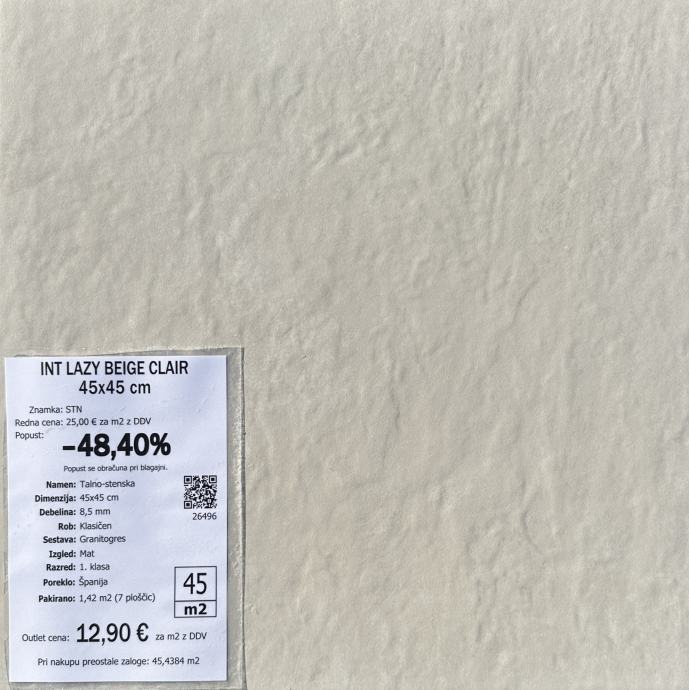 INT LAZY BEIGE CLAIR
45x45 cm
Znamka: STN
Redna cena: 25,00 € za m2 z DDV
Popust:
-48,40%
Popust se obračuna pri blagajni.
Namen: Talno-stenska
Dimenzija: 45x45 cm
Debelina: 8,5 mm
Rob: Klasičen
Sestava: Granitogres
Izgled: Mat
Razred: 1. klasa
Poreklo: Španija
Pakirano: 1,42 m2 (7 ploščic)
26496
45
m2
Outlet cena: 12,90 € za m2 z DDV
Pri nakupu preostale zaloge: 45,4384 m2